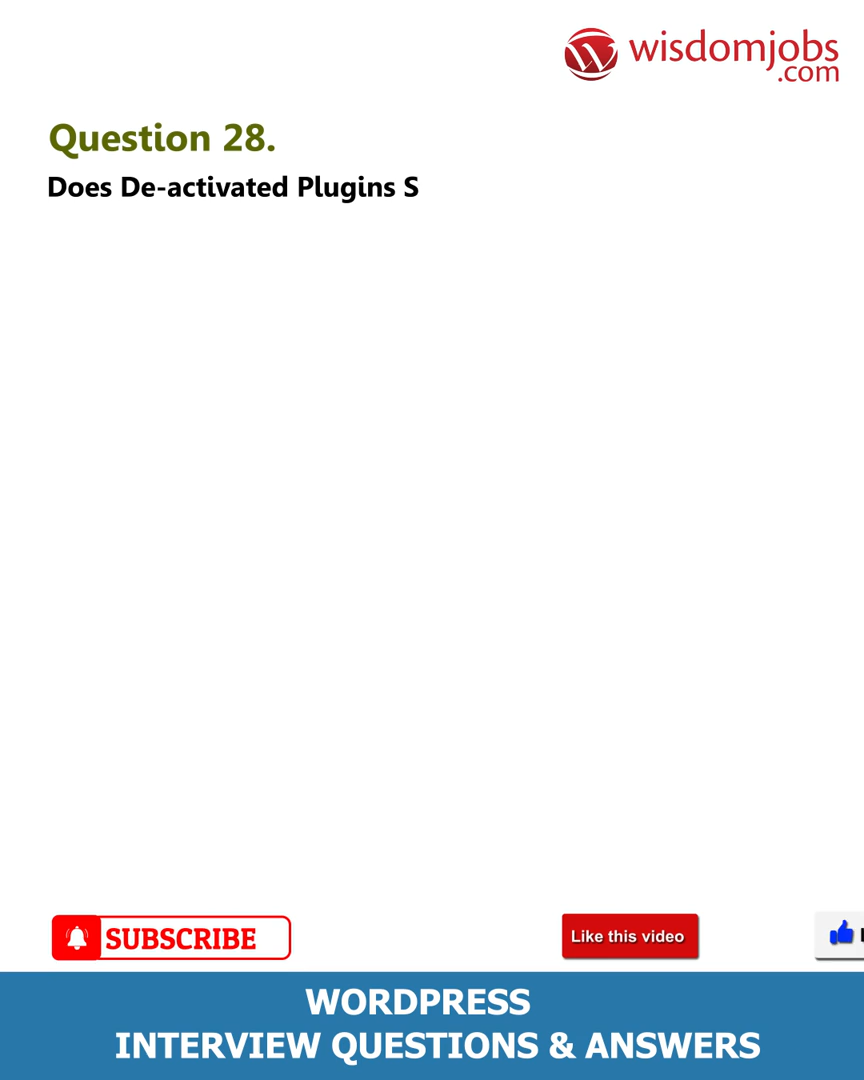 wisdomjobs
.com
Question 28.
Does De-activated Plugins S
SUBSCRIBE
Like this video
WORDPRESS
INTERVIEW QUESTIONS & ANSWERS